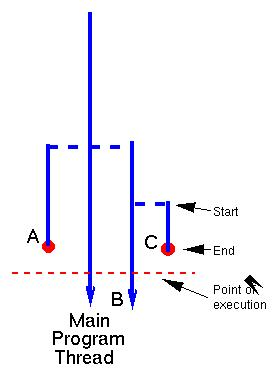 A
C
Start
End
B
Point of
execution
Main
Program
Thread